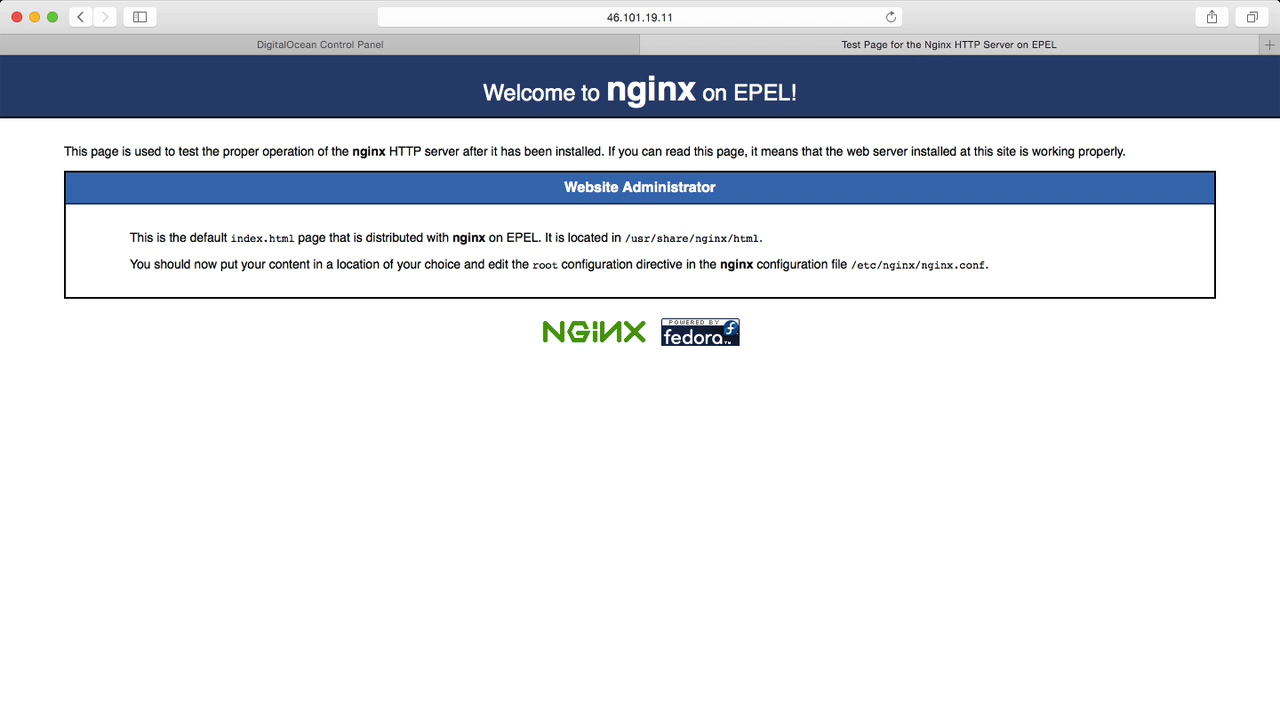 46.101.19.11
DigitalOcean Control Panel
Test Page for the Nginx HTTP Server on EPEL
Welcome to nginx on EPEL!
This page is used to test the proper operation of the nginx HTTP server after it has been installed. If you can read this page, it means that the web server installed at this site is working properly.
Website Administrator
This is the default index.html page that is distributed with nginx on EPEL. It is located in /usr/share/nginx/html.
You should now put your content in a location of your choice and edit the root configuration directive in the nginx configuration file /etc/nginx/nginx.conf.
NGINX
POWERED BY
fedora™